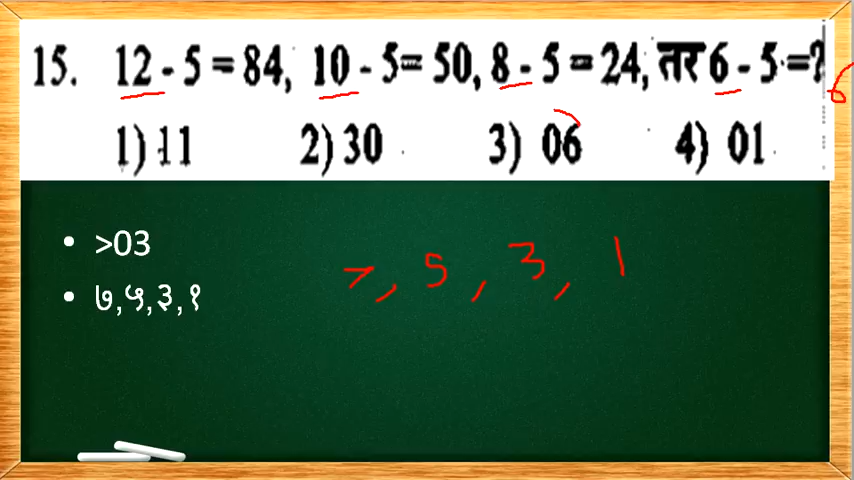 15. 12 - 5 = 84, 10 - 5= 50, 8 - 5 = 24, तर 6 - 5 =?
1) 11 2) 30 3) 06 4) 01
• >03
• ७,५,३,१
7, 5, 3, 1